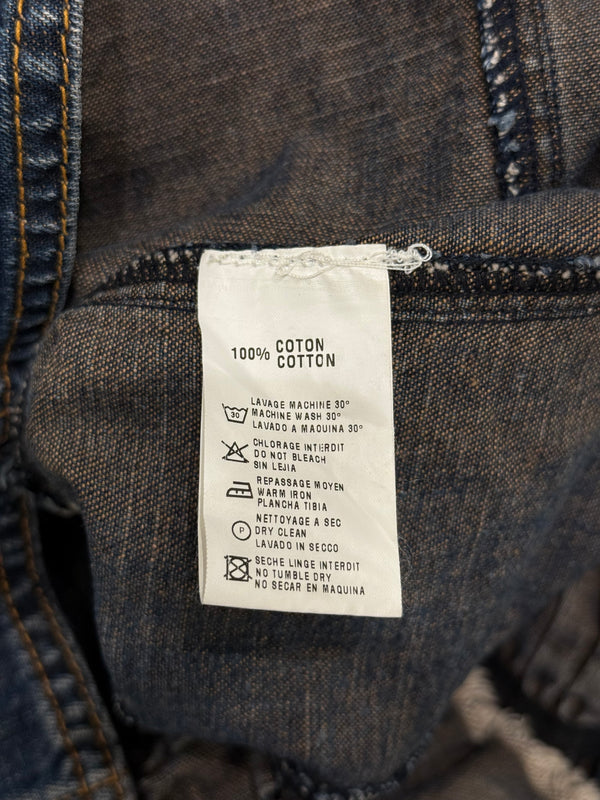 100% COTON
COTTON
30
LAVAGE MACHINE 30°
MACHINE WASH 30°
LAVADO A MAQUINA 30°
CHLORAGE INTERDIT
DO NOT BLEACH
SIN LEJIA
REPASSAGE MOYEN
WARM IRON
PLANCHA TIBIA
P
NETTOYAGE A SEC
DRY CLEAN
LAVADO IN SECCO
SECHE LINGE INTERDIT
NO TUMBLE DRY
NO SECAR EN MAQUINA